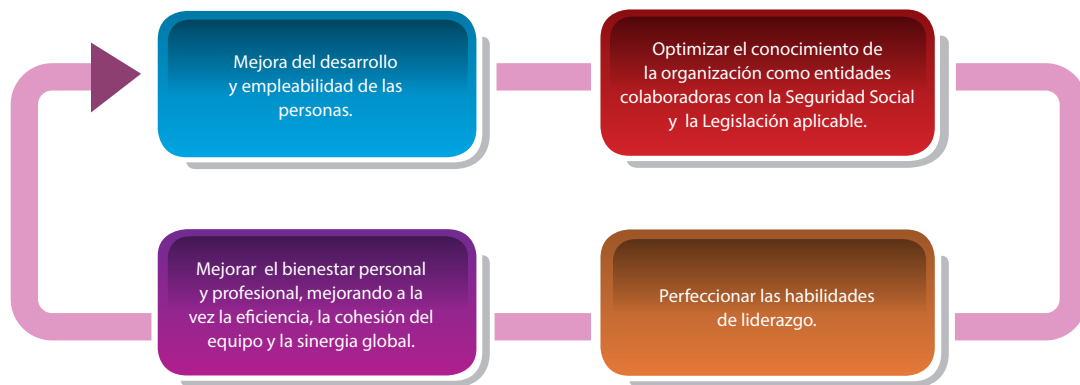 Mejora del desarrollo
y empleabilidad de las
personas.
Optimizar el conocimiento de
la organización como entidades
colaboradoras con la Seguridad Social
y la Legislación aplicable.
Perfeccionar las habilidades
de liderazgo.
Mejorar el bienestar personal
y profesional, mejorando a la
vez la eficiencia, la cohesión del
equipo y la sinergia global.